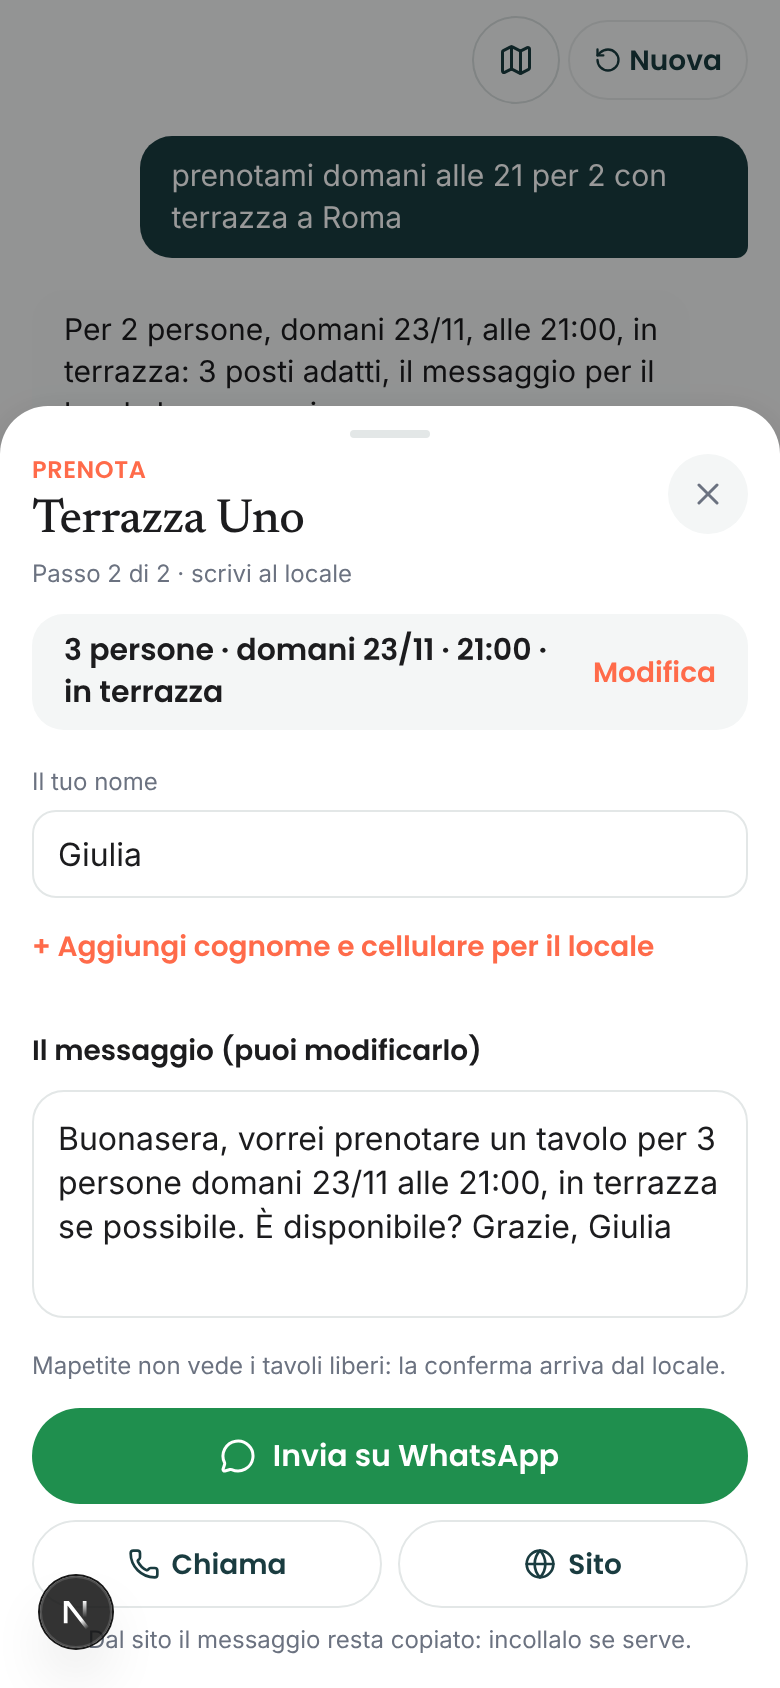 Nuova
prenotami domani alle 21 per 2 con
terrazza a Roma
Per 2 persone, domani 23/11, alle 21:00, in
terrazza: 3 posti adatti, il messaggio per il
PRENOTA
Terrazza Uno
Passo 2 di 2 · scrivi al locale
3 persone · domani 23/11 · 21:00 ·
in terrazza
Modifica
Il tuo nome
Giulia
+ Aggiungi cognome e cellulare per il locale
Il messaggio (puoi modificarlo)
Buonasera, vorrei prenotare un tavolo per 3
persone domani 23/11 alle 21:00, in terrazza
se possibile. È disponibile? Grazie, Giulia
Mapetite non vede i tavoli liberi: la conferma arriva dal locale.
Invia su WhatsApp
Chiama
Sito
N
Dal sito il messaggio resta copiato: incollalo se serve.